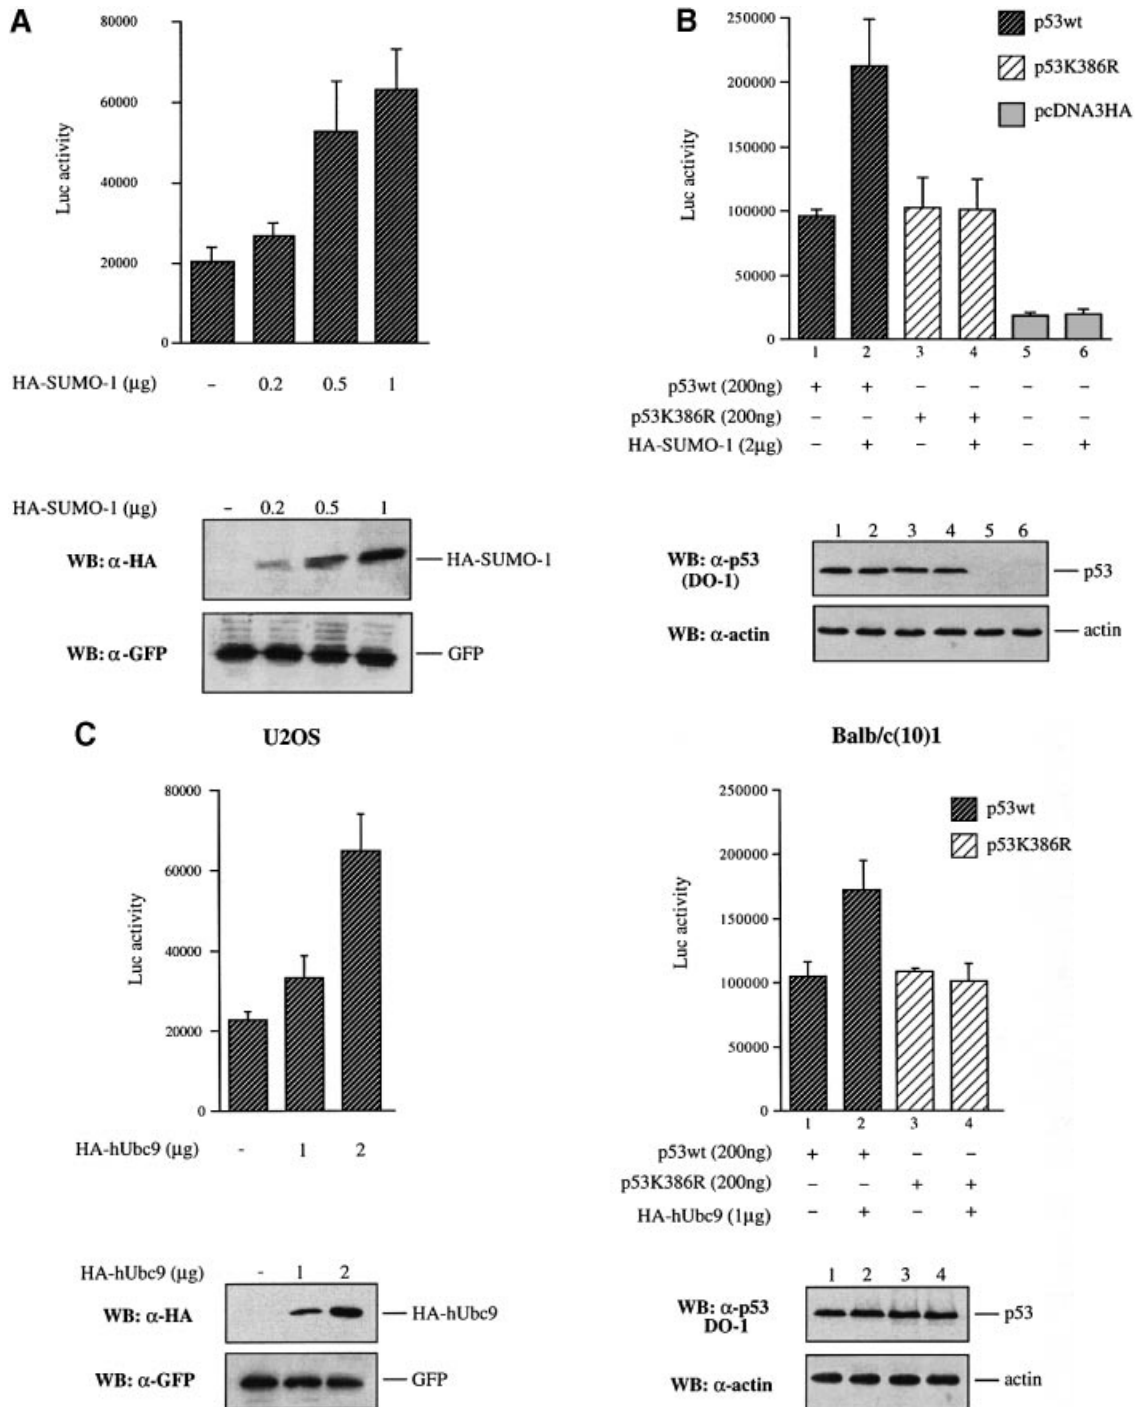 A
80000
60000
40000
20000
0
Luc activity
HA-SUMO-1 (μg) – 0.2 0.5 1
HA-SUMO-1 (μg) – 0.2 0.5 1
WB: α-HA
HA-SUMO-1
WB: α-GFP
GFP
B
250000
200000
150000
100000
50000
0
Luc activity
p53wt
p53K386R
pcDNA3HA
1 2 3 4 5 6
p53wt (200ng) + + – – – –
p53K386R (200ng) – – + + – –
HA-SUMO-1 (2μg) – + – + – +
1 2 3 4 5 6
WB: α-p53
(DO-1)
p53
WB: α-actin
actin
C
U2OS
80000
60000
40000
20000
0
Luc activity
HA-hUbc9 (μg) - 1 2
HA-hUbc9 (μg) - 1 2
WB: α-HA
HA-hUbc9
WB: α-GFP
GFP
Balb/c(10)1
250000
200000
150000
100000
50000
0
Luc activity
p53wt
p53K386R
1 2 3 4
p53wt (200ng) + + – –
p53K386R (200ng) – – + +
HA-hUbc9 (1μg) – + – +
1 2 3 4
WB: α-p53
DO-1
p53
WB: α-actin
actin